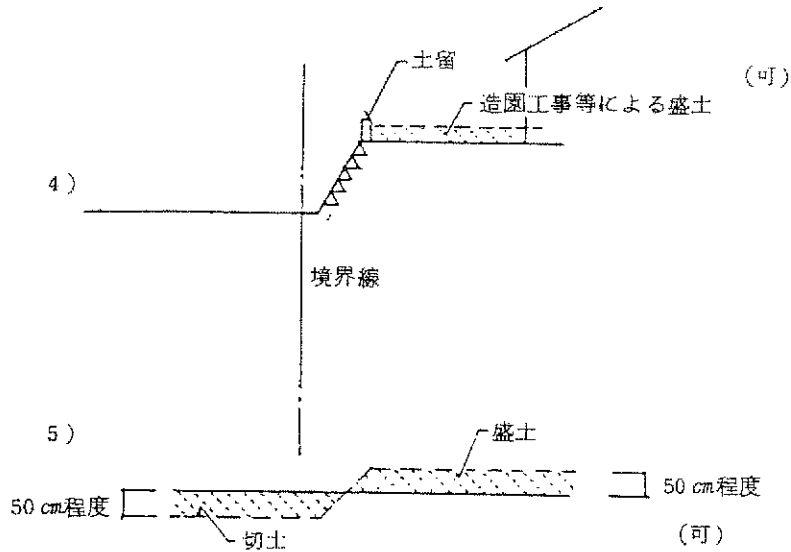 土留
(可)
造園工事等による盛土
4)
境界線
5)
盛土
50cm程度
50cm程度
切土
(可)